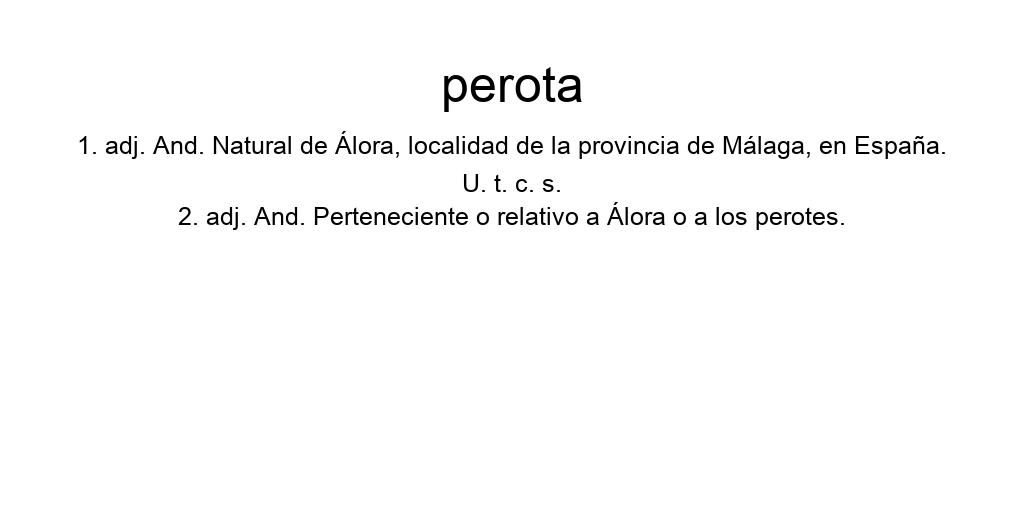 perota
1. adj. And. Natural de Álora, localidad de la provincia de Málaga, en España.
U. t. c. s.
2. adj. And. Perteneciente o relativo a Álora o a los perotes.